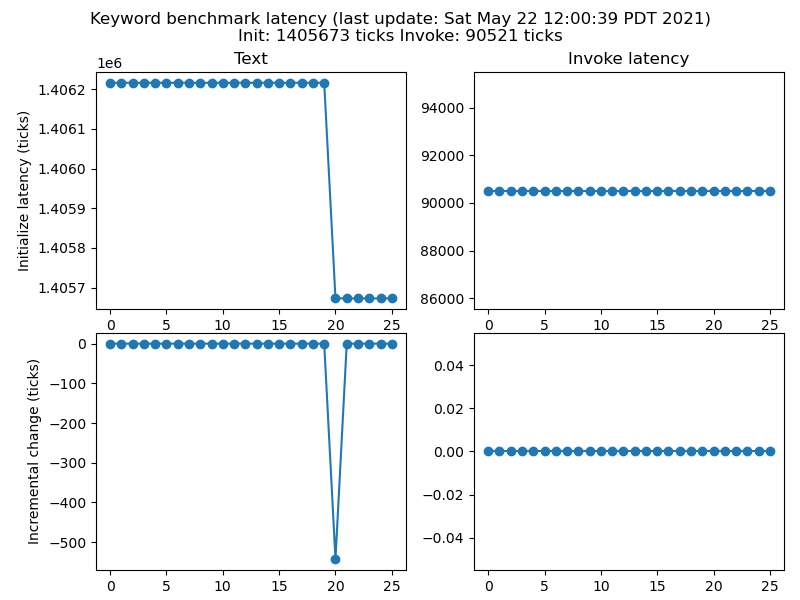 Keyword benchmark latency (last update: Sat May 22 12:00:39 PDT 2021)
Init: 1405673 ticks Invoke: 90521 ticks
Text
1e6
Initialize latency (ticks)
1.4062
1.4061
1.4060
1.4059
1.4058
1.4057
0 5 10 15 20 25
Invoke latency
94000
92000
90000
88000
86000
0 5 10 15 20 25
Incremental change (ticks)
0
−100
−200
−300
−400
−500
0 5 10 15 20 25
0.04
0.02
0.00
−0.02
−0.04
0 5 10 15 20 25